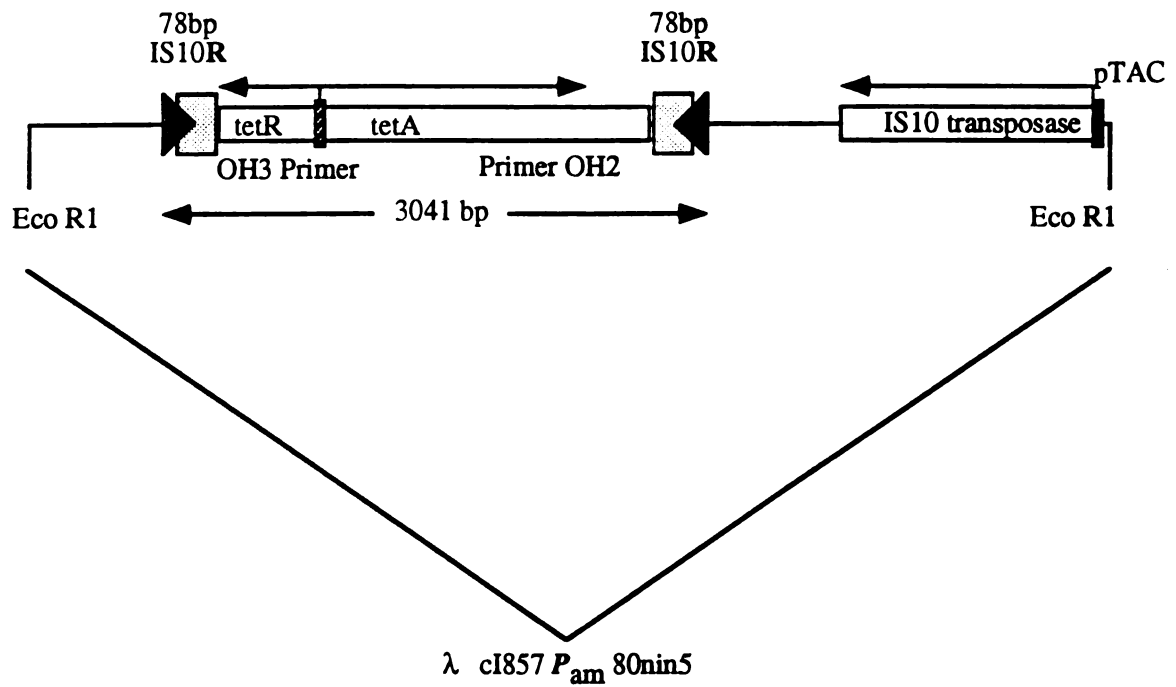 78bp
IS10R
78bp
IS10R
pTAC
tetR
tetA
IS10 transposase
OH3 Primer
Primer OH2
3041 bp
Eco R1
Eco R1
λ cI857 Pam 80nin5